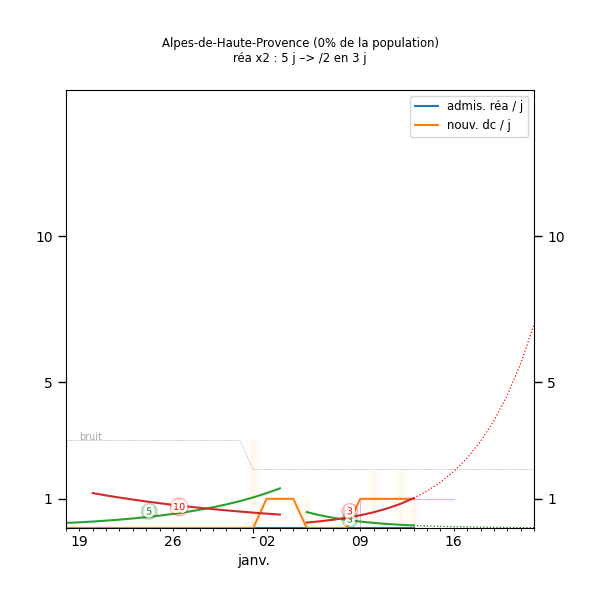 Alpes-de-Haute-Provence (0% de la population)
réa x2 : 5 j –> /2 en 3 j
admis. réa / j
nouv. dc / j
10 10
5 5
bruit
1 1
5 10 3 3
19 26 - 02 09 16
janv.